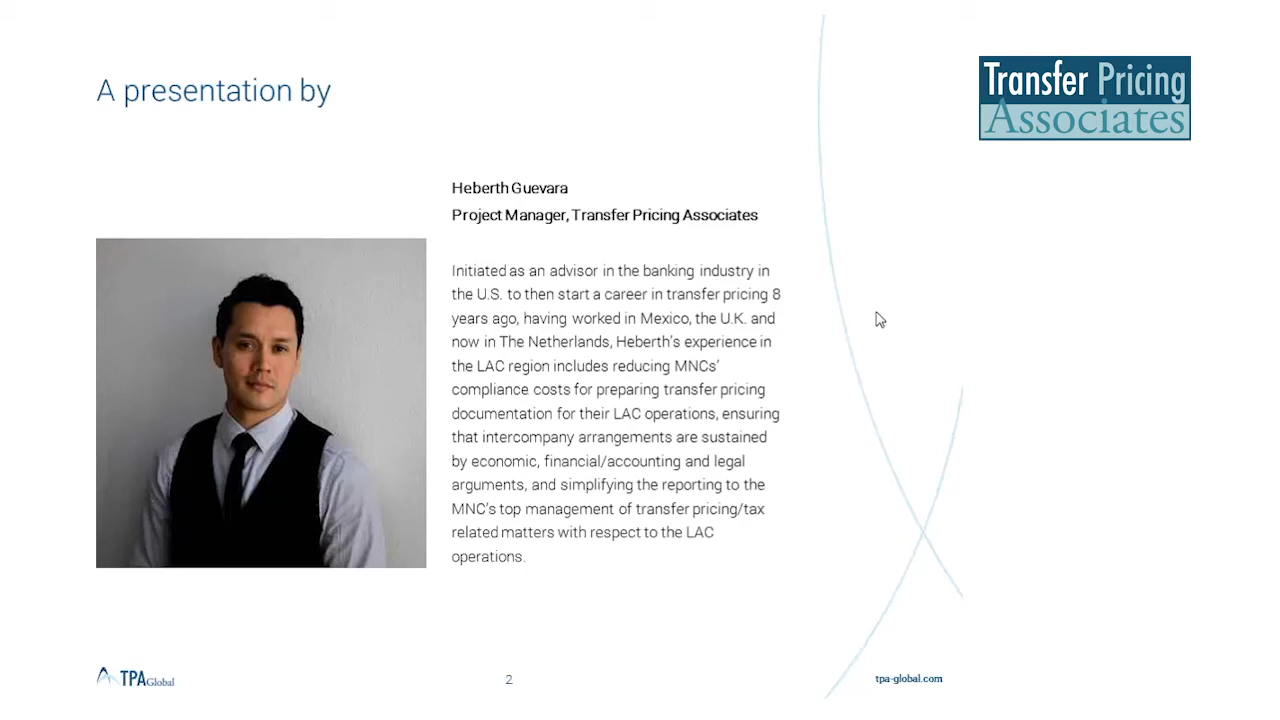 A presentation by
Transfer Pricing
Associates
Heberth Guevara
Project Manager, Transfer Pricing Associates
Initiated as an advisor in the banking industry in
the U.S. to then start a career in transfer pricing 8
years ago, having worked in Mexico, the U.K. and
now in The Netherlands, Heberth's experience in
the LAC region includes reducing MNCs'
compliance costs for preparing transfer pricing
documentation for their LAC operations, ensuring
that intercompany arrangements are sustained
by economic, financial/accounting and legal
arguments, and simplifying the reporting to the
MNC's top management of transfer pricing/tax
related matters with respect to the LAC
operations.
TPA Global
2
tpa-global.com